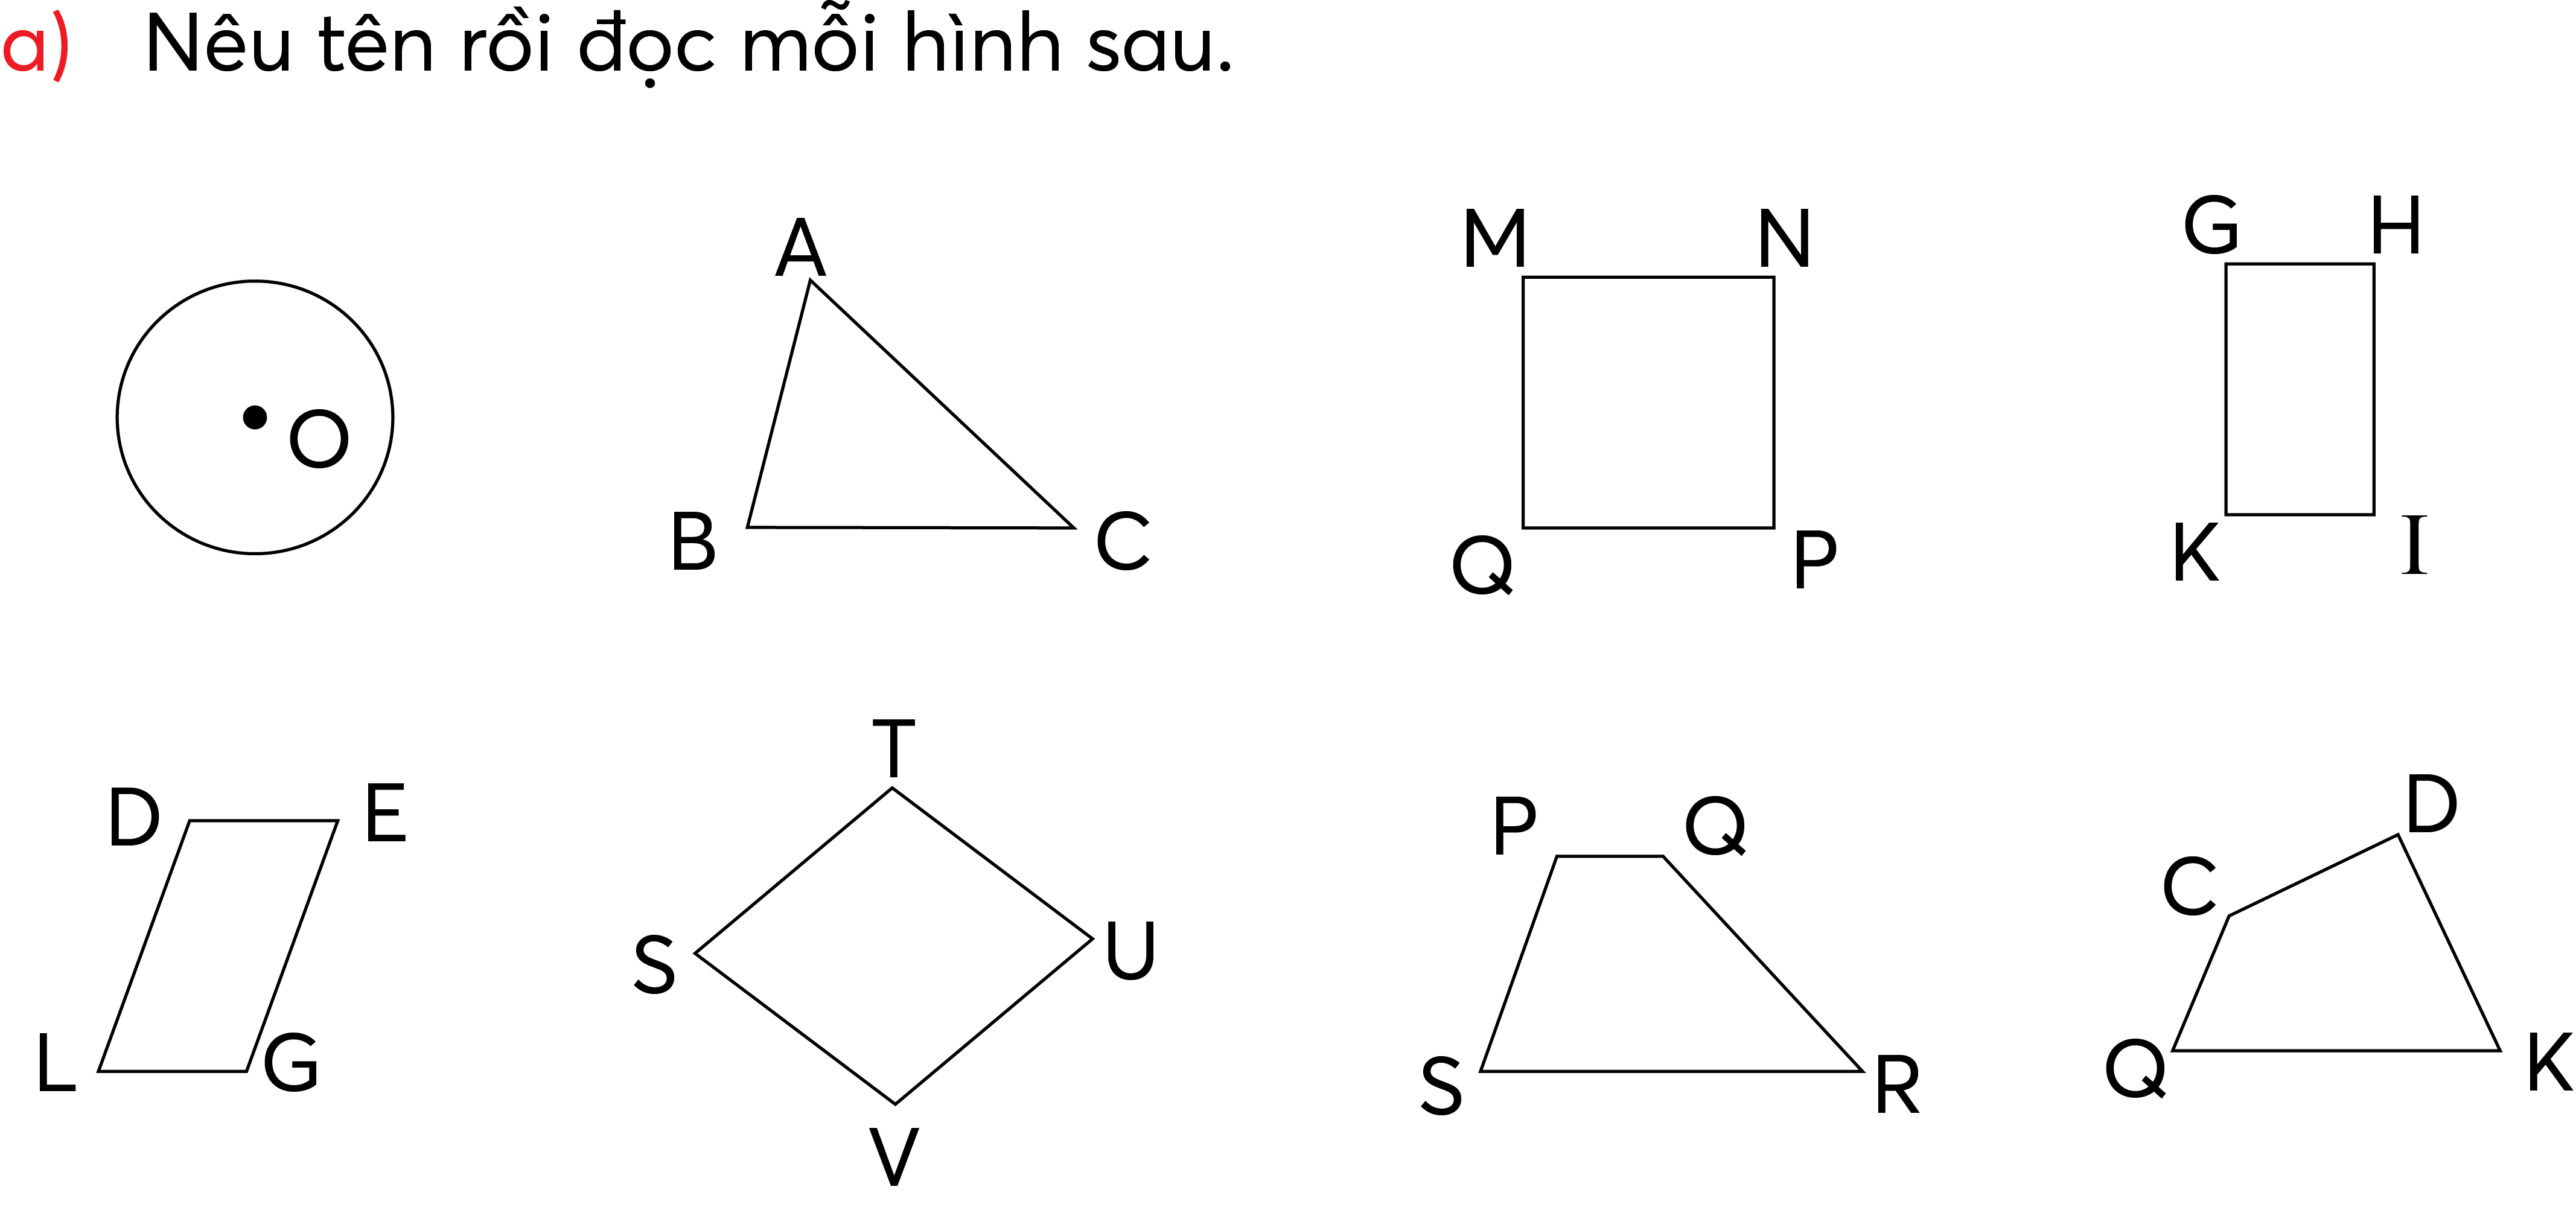 a) Nêu tên rồi đọc mỗi hình sau.
O
A
B
C
M
N
Q
P
G
H
K
I
D
E
L
G
T
S
U
V
P
Q
S
R
D
C
Q
K